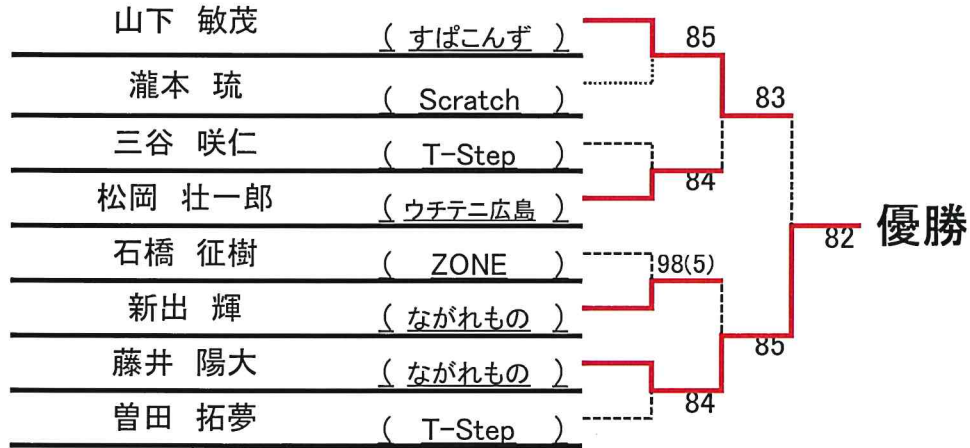 山下 敏茂 ( すぱこんず )
85
瀧本 琉 ( Scratch )
83
三谷 咲仁 ( T-Step )
84
松岡 壮一郎 ( ウチテニ広島 )
82 優勝
石橋 征樹 ( ZONE )
98(5)
新出 輝 ( ながれもの )
85
藤井 陽大 ( ながれもの )
84
曽田 拓夢 ( T-Step )